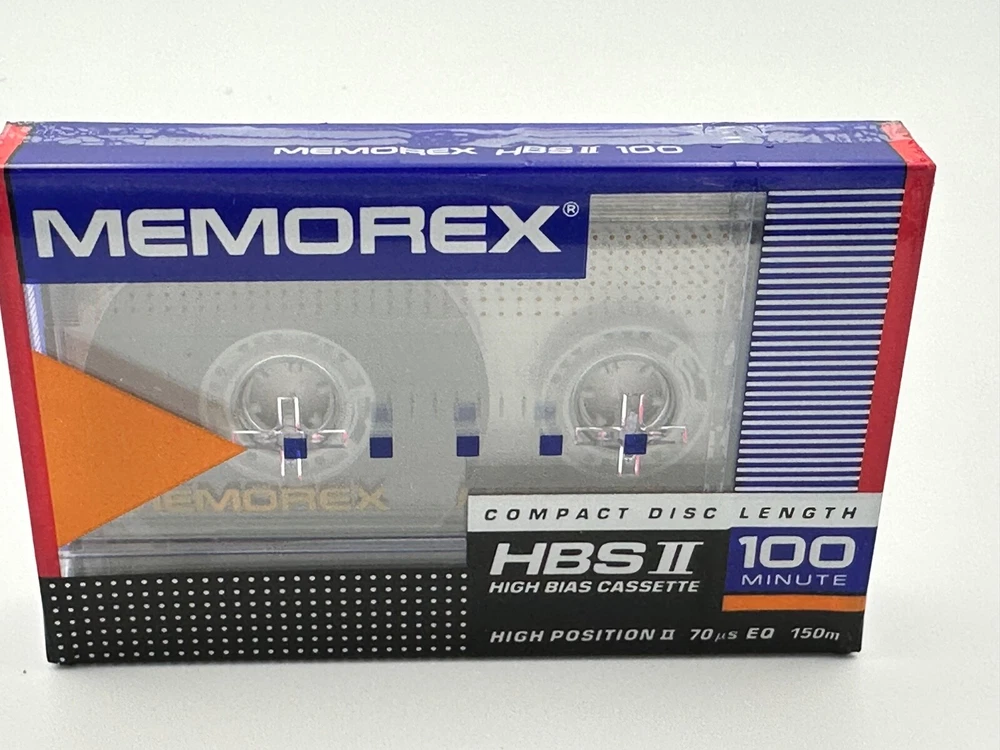 MEMOREX HBS II 100
MEMOREX®
MEMOREX
COMPACT DISC LENGTH
HBS II
HIGH BIAS CASSETTE
100
MINUTE
HIGH POSITION II 70µs EQ 150m